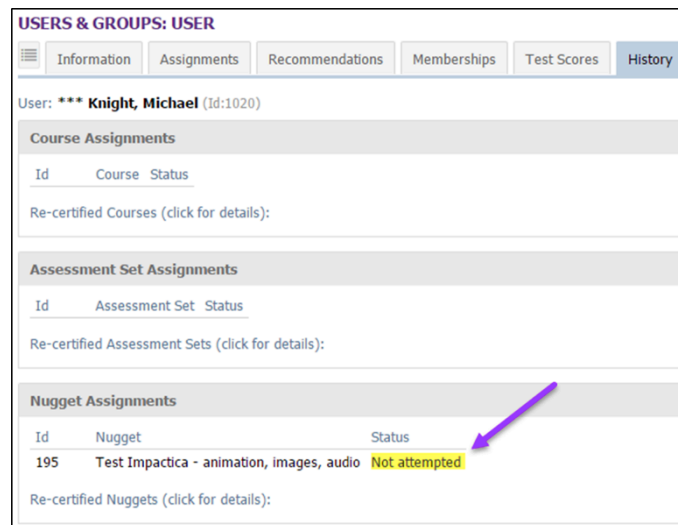 USERS & GROUPS: USER
Information Assignments Recommendations Memberships Test Scores History
User: *** Knight, Michael (Id:1020)
Course Assignments
Id Course Status
Re-certified Courses (click for details):
Assessment Set Assignments
Id Assessment Set Status
Re-certified Assessment Sets (click for details):
Nugget Assignments
Id Nugget Status
195 Test Impactica - animation, images, audio Not attempted
Re-certified Nuggets (click for details):